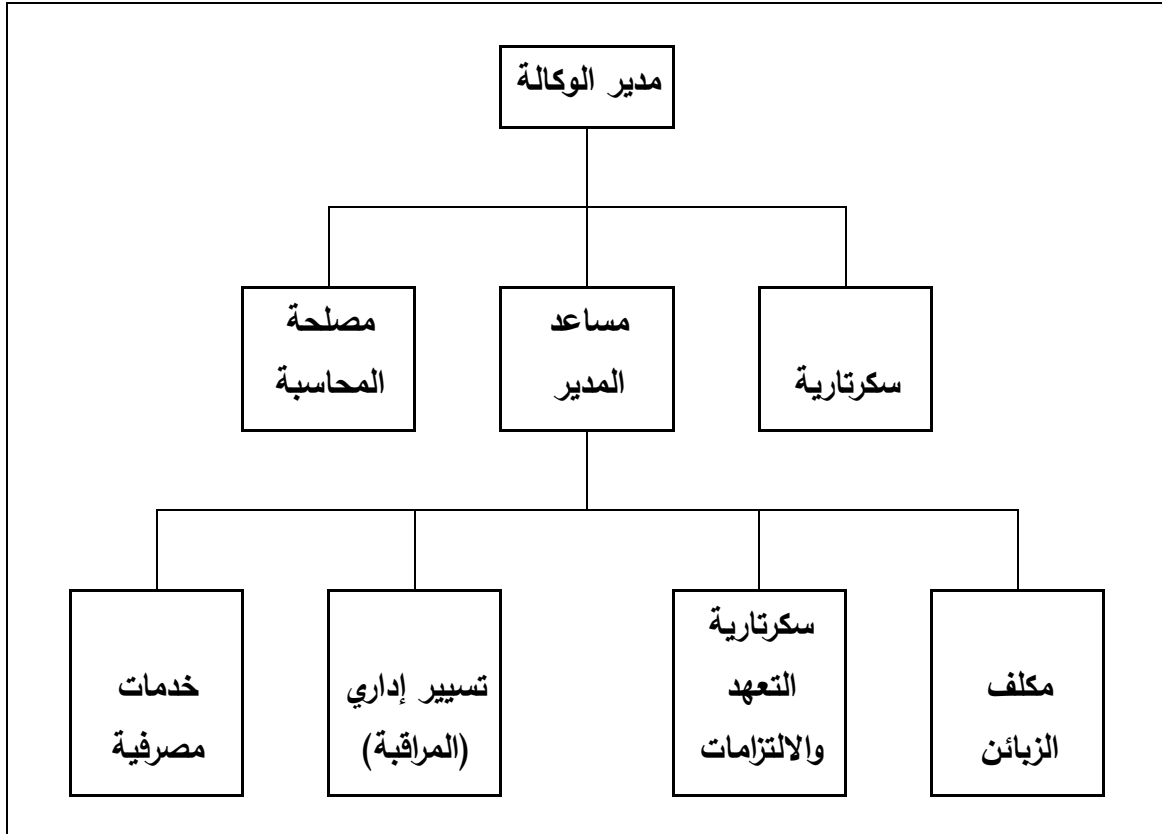 مدير الوكالة
سكرتارية
مساعد
المدير
مصلحة
المحاسبة
مكلف
الزبائن
سكرتارية
التعهد
والالتزامات
تسيير إداري
(المراقبة)
خدمات
مصرفية